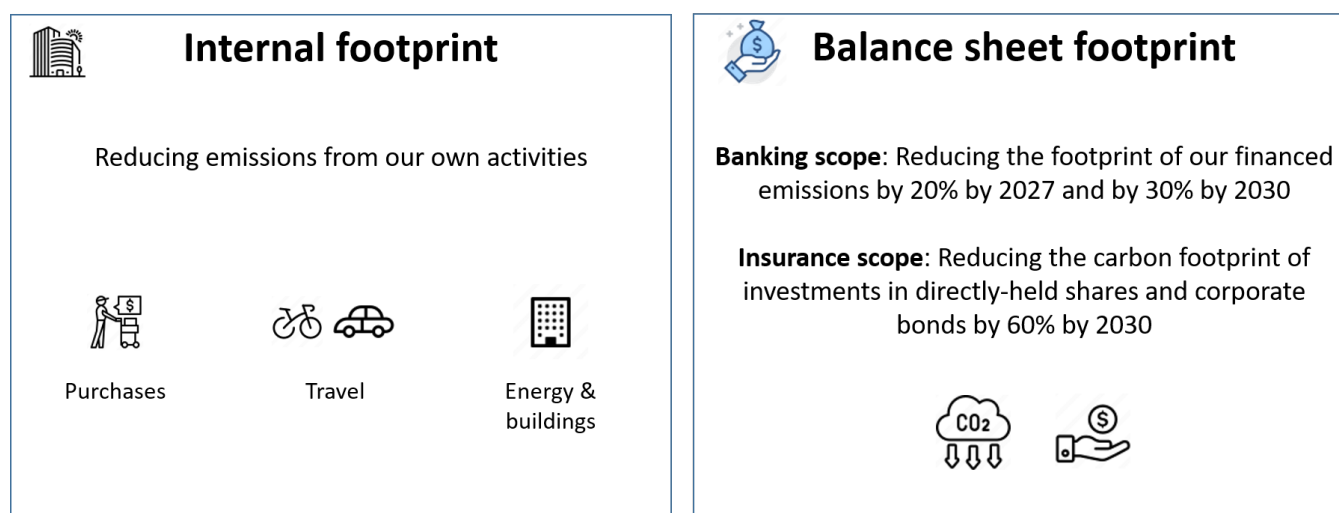 Internal footprint
Reducing emissions from our own activities
$
Purchases
Travel
Energy &
buildings
$
Balance sheet footprint
Banking scope: Reducing the footprint of our financed
emissions by 20% by 2027 and by 30% by 2030
Insurance scope: Reducing the carbon footprint of
investments in directly-held shares and corporate
bonds by 60% by 2030
CO₂
$